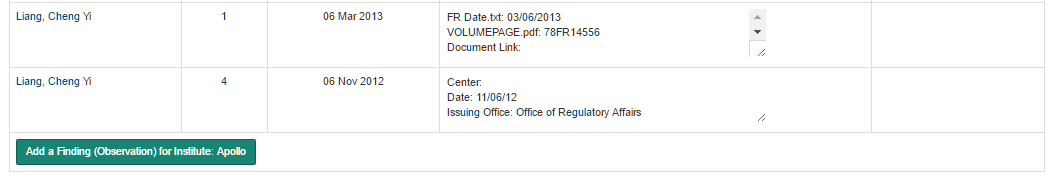 Liang, Cheng Yi 1 06 Mar 2013 FR Date.txt: 03/06/2013
VOLUMEPAGE.pdf: 78FR14556
Document Link:
Liang, Cheng Yi 4 06 Nov 2012 Center:
Date: 11/06/12
Issuing Office: Office of Regulatory Affairs
Add a Finding (Observation) for Institute: Apollo